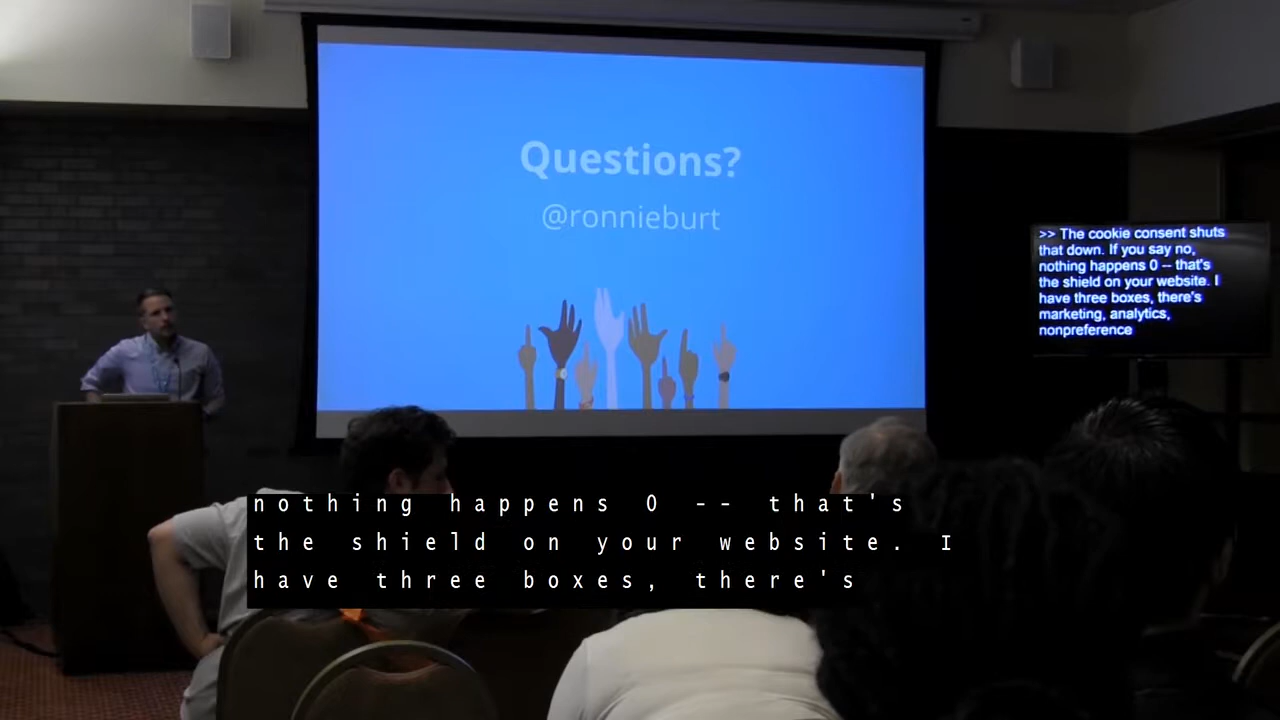 Questions?
@ronnieburt
>> The cookie consent shuts
that down. If you say no,
nothing happens 0 -- that's
the shield on your website. I
have three boxes, there's
marketing, analytics,
nonpreference
nothing happens 0 -- that's
the shield on your website. I
have three boxes, there's